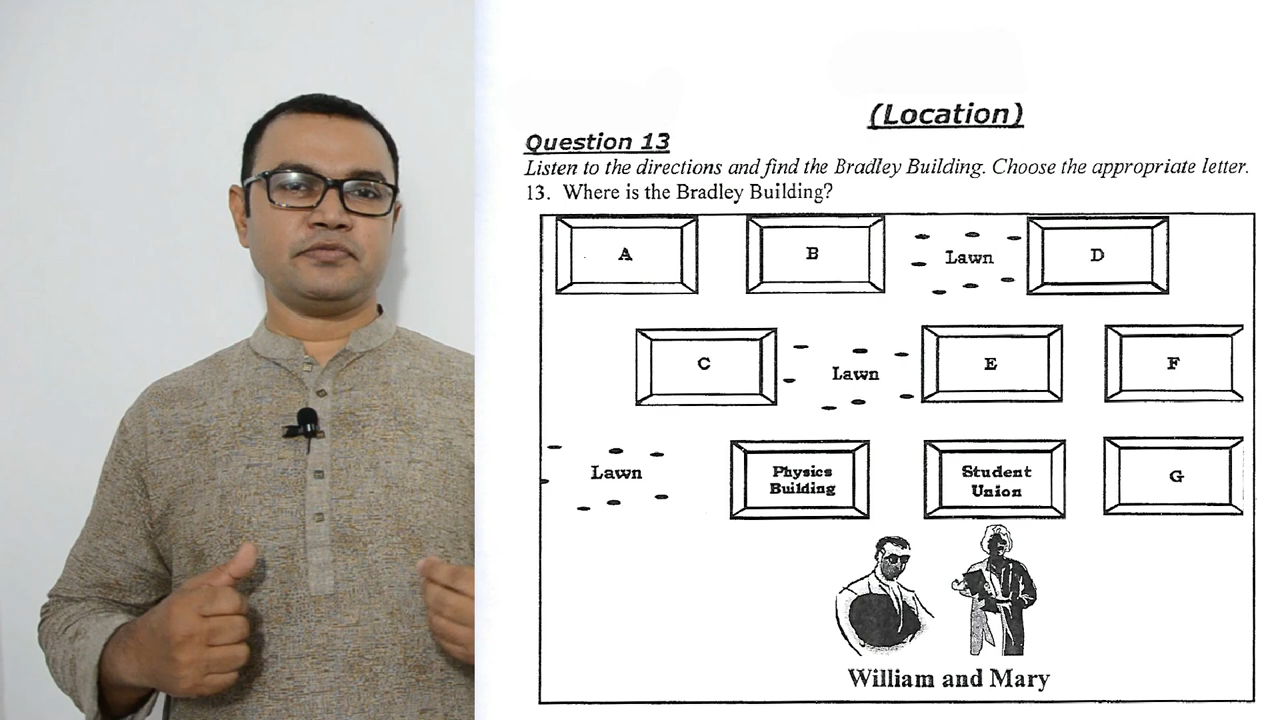 (Location)
Question 13
Listen to the directions and find the Bradley Building. Choose the appropriate letter.
13. Where is the Bradley Building?
A
B
Lawn
D
C
Lawn
E
F
Lawn
Physics
Building
Student
Union
G
William and Mary